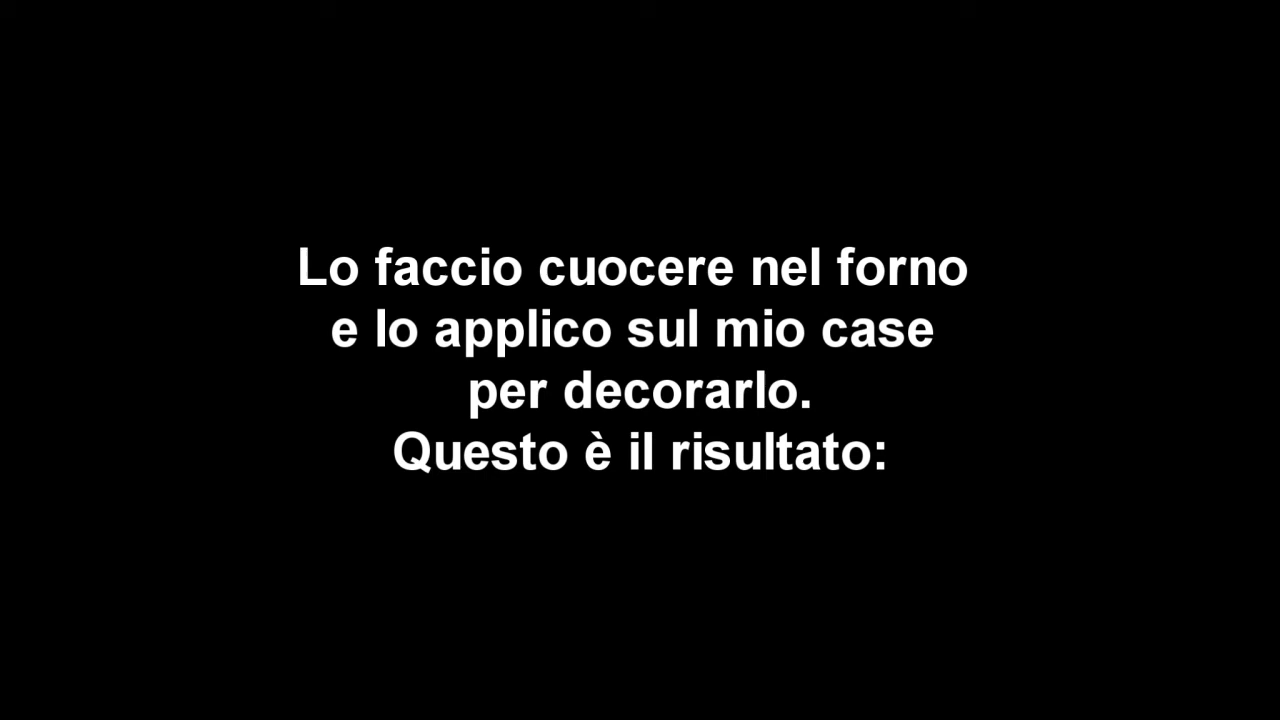 Lo faccio cuocere nel forno
e lo applico sul mio case
per decorarlo.
Questo è il risultato: